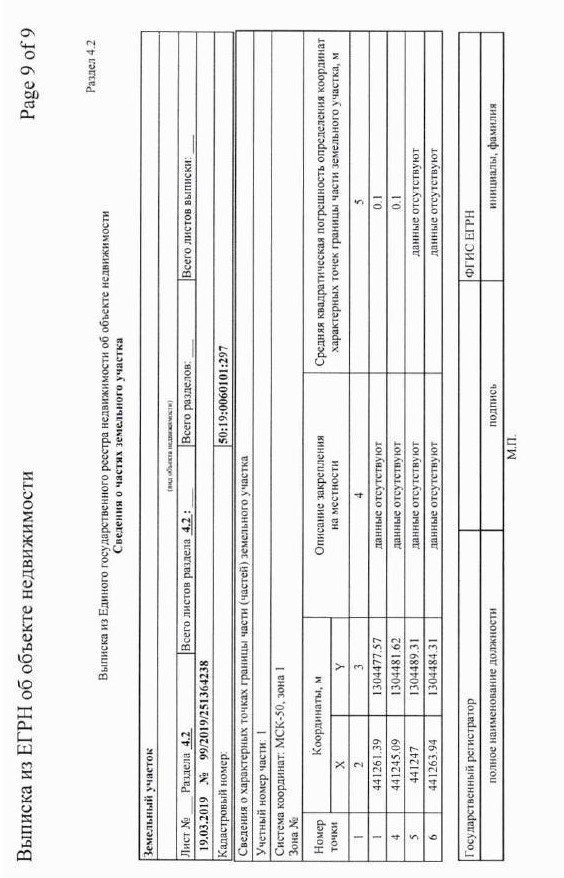 Выписка из ЕГРН об объекте недвижимости Page 9 of 9
Раздел 4.2
Выписка из Единого государственного реестра недвижимости об объекте недвижимости
Сведения о частях земельного участка
Земельный участок
(вид объекта недвижимости)
Лист № ___ Раздела 4.2 Всего листов раздела 4.2 : ___ Всего разделов: ___ Всего листов выписки: ___
19.03.2019 № 99/2019/251364238
Кадастровый номер: 50:19:0060101:297
Сведения о характерных точках границы части (частей) земельного участка
Учетный номер части: 1
Система координат: МСК-50, зона 1
Зона №
Номер точки Координаты, м Описание закрепления на местности Средняя квадратическая погрешность определения координат характерных точек границы части земельного участка, м
X Y
1 2 3 4 5
1 441261.39 1304477.57 данные отсутствуют 0.1
4 441245.09 1304481.62 данные отсутствуют 0.1
5 441247 1304489.31 данные отсутствуют данные отсутствуют
6 441263.94 1304484.31 данные отсутствуют данные отсутствуют
Государственный регистратор ФГИС ЕГРН
полное наименование должности подпись инициалы, фамилия
М.П.